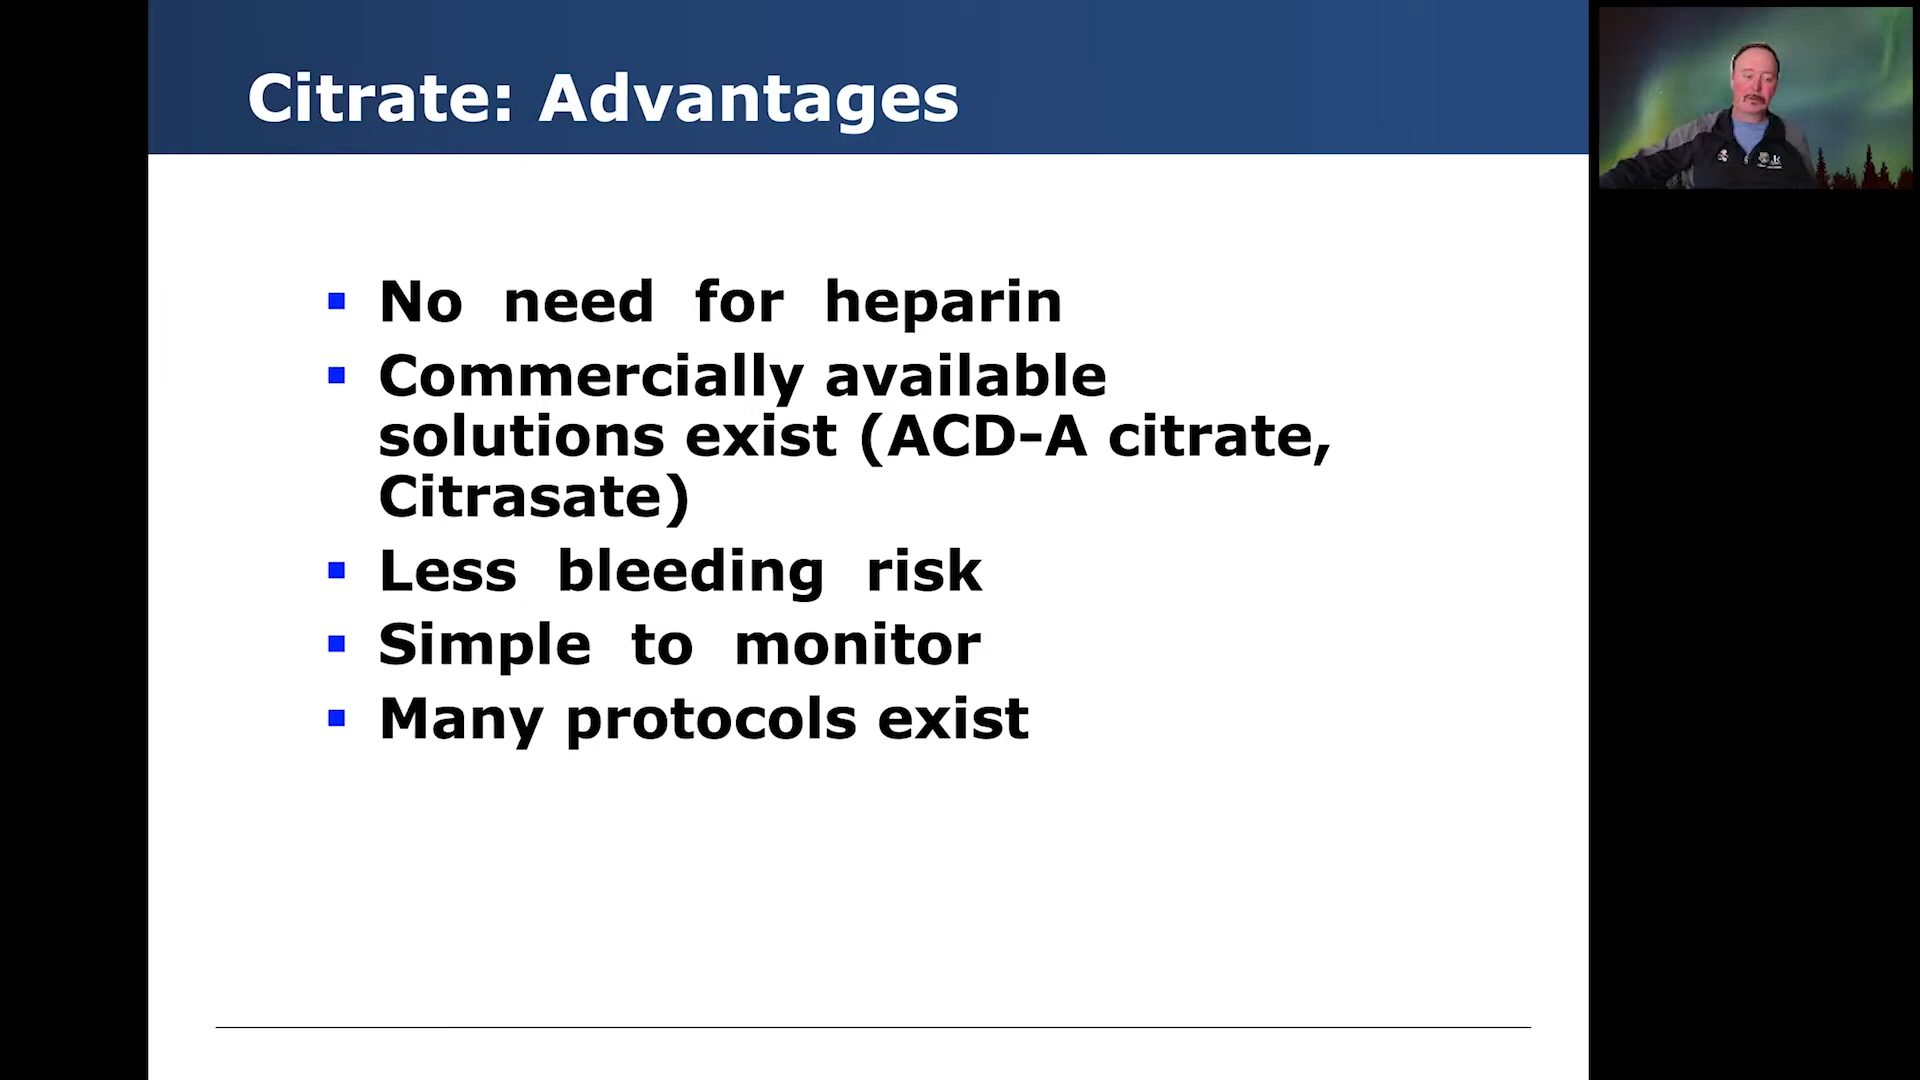 Citrate: Advantages
No need for heparin
Commercially available
solutions exist (ACD-A citrate,
Citrasate)
Less bleeding risk
Simple to monitor
Many protocols exist